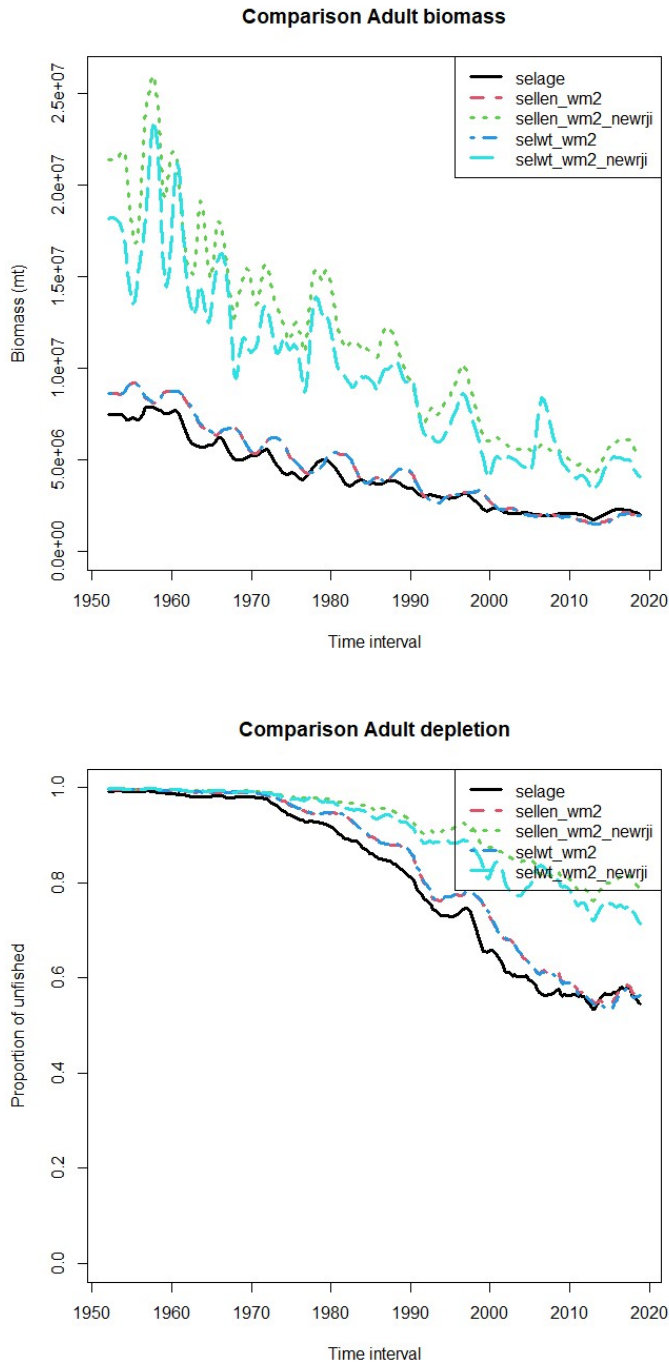 Comparison Adult biomass
Biomass (mt)
2.5e+07
2.0e+07
1.5e+07
1.0e+07
5.0e+06
0.0e+00
selage
sellen_wm2
sellen_wm2_newrji
selwt_wm2
selwt_wm2_newrji
1950 1960 1970 1980 1990 2000 2010 2020
Time interval
Comparison Adult depletion
Proportion of unfished
1.0
0.8
0.6
0.4
0.2
0.0
selage
sellen_wm2
sellen_wm2_newrji
selwt_wm2
selwt_wm2_newrji
1950 1960 1970 1980 1990 2000 2010 2020
Time interval